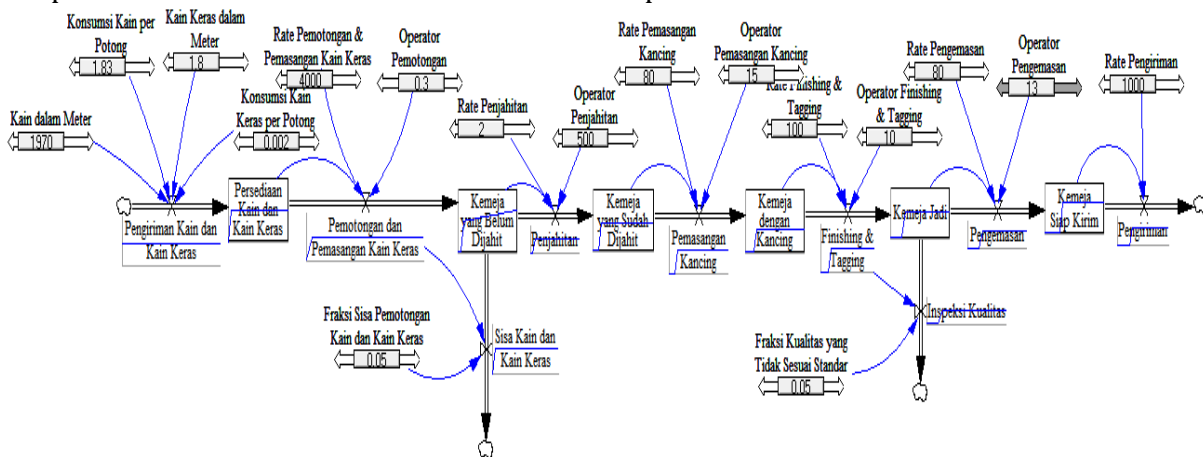 Konsumsi Kain per
Potong
1.83
Kain Keras dalam
Meter
1.8
Rate Pemotongan &
Pemasangan Kain Keras
4000
Operator
Pemotongan
0.3
Kain dalam Meter
1970
Konsumsi Kain
Keras per Potong
0.002
Rate Penjahitan
2
Operator
Penjahitan
500
Rate Pemasangan
Kancing
80
Operator
Pemasangan Kancing
15
Rate Finishing &
Tagging
100
Operator Finishing
& Tagging
10
Rate Pengemasan
80
Operator
Pengemasan
13
Rate Pengiriman
1000
Pengiriman Kain dan
Kain Keras
Persediaan
Kain dan
Kain Keras
Pemotongan dan
Pemasangan Kain Keras
Kemeja
yang Belum
Dijahit
Penjahitan
Kemeja
yang Sudah
Dijahit
Pemasangan
Kancing
Kemeja
dengan
Kancing
Finishing &
Tagging
Kemeja Jadi
Pengemasan
Kemeja
Siap Kirim
Pengiriman
Fraksi Sisa Pemotongan
Kain dan Kain Keras
0.05
Sisa Kain dan
Kain Keras
Inspeksi Kualitas
Fraksi Kualitas yang
Tidak Sesuai Standar
0.05